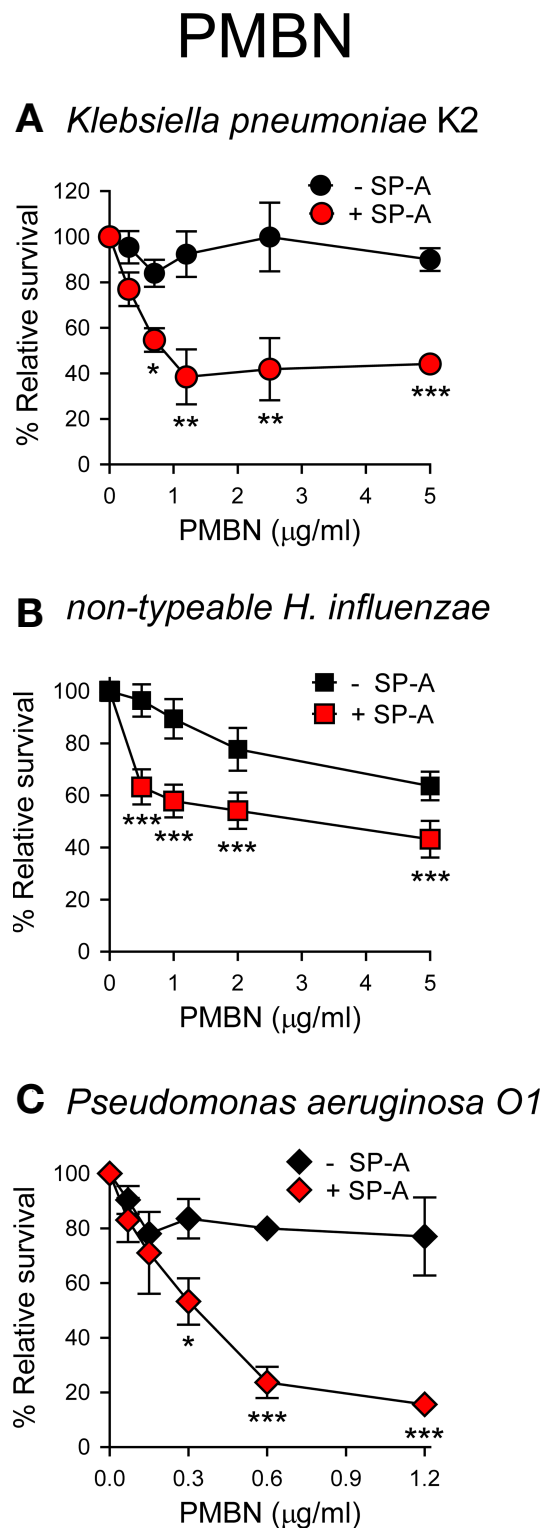 PMBN
A Klebsiella pneumoniae K2
- SP-A
+ SP-A
% Relative survival
120
100
80
60
40
20
0
*
**
**
***
0 1 2 3 4 5
PMBN (μg/ml)
B non-typeable H. influenzae
- SP-A
+ SP-A
% Relative survival
100
80
60
40
20
0
***
***
***
***
0 1 2 3 4 5
PMBN (μg/ml)
C Pseudomonas aeruginosa O1
- SP-A
+ SP-A
% Relative survival
100
80
60
40
20
0
*
***
***
0.0 0.3 0.6 0.9 1.2
PMBN (μg/ml)